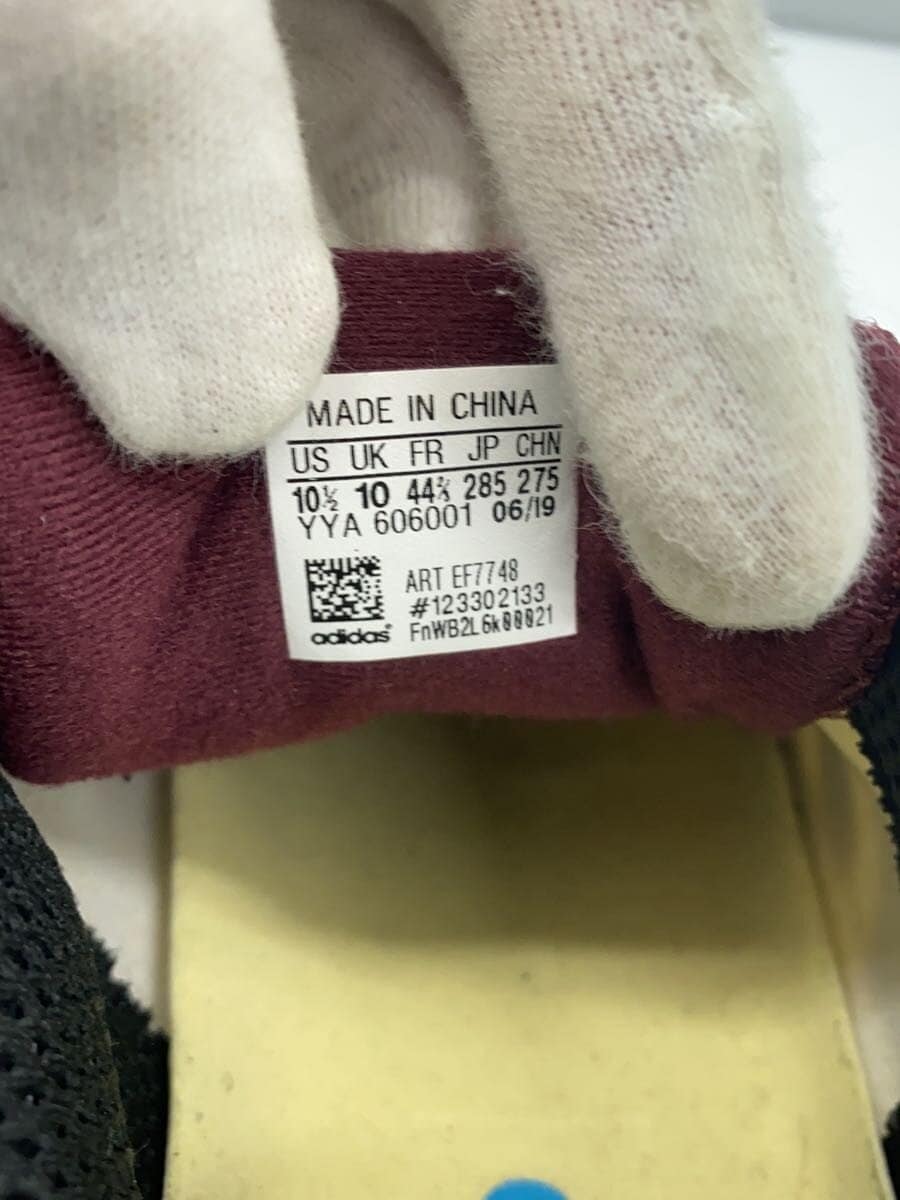 MADE IN CHINA
US UK FR JP CHN
10½ 10 44⅔ 285 275
YYA 606001 06/19
ART EF7748
#123302133
adidas®
FnWB2L6k00021